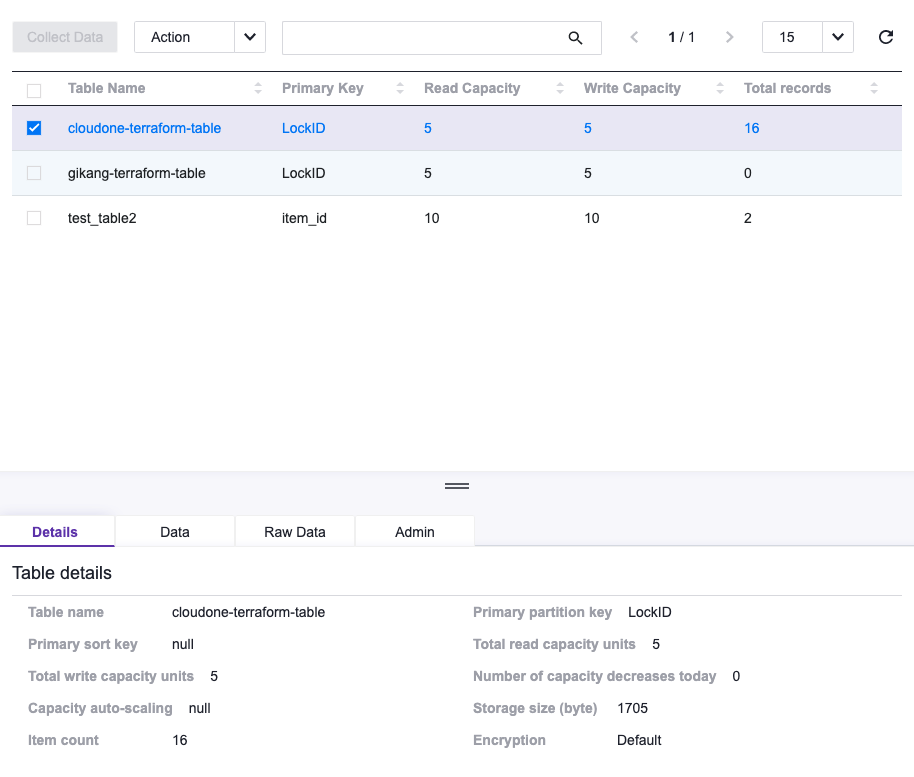 Collect Data Action 1 / 1 15
Table Name Primary Key Read Capacity Write Capacity Total records
cloudone-terraform-table LockID 5 5 16
gikang-terraform-table LockID 5 5 0
test_table2 item_id 10 10 2
Details Data Raw Data Admin
Table details
Table name cloudone-terraform-table Primary partition key LockID
Primary sort key null Total read capacity units 5
Total write capacity units 5 Number of capacity decreases today 0
Capacity auto-scaling null Storage size (byte) 1705
Item count 16 Encryption Default